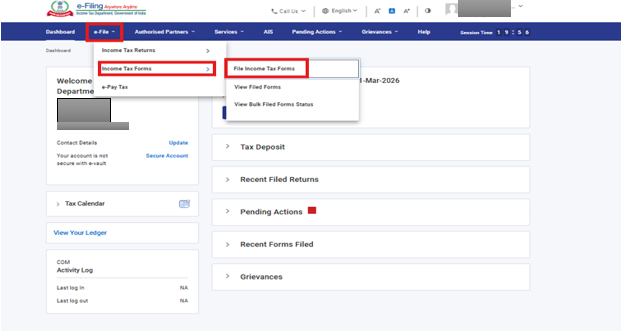 e-Filing Anywhere Anytime
Income Tax Department, Government of India
Call Us
English
A-
A
A+
Dashboard
e-File
Authorised Partners
Services
AIS
Pending Actions
Grievances
Help
Session Time 1 9 : 5 6
Dashboard
Income Tax Returns
Income Tax Forms
e-Pay Tax
File Income Tax Forms
View Filed Forms
View Bulk Filed Forms Status
Welcome
Departme
-Mar-2026
Contact Details
Update
Your account is not
secure with e-vault
Secure Account
Tax Calendar
View Your Ledger
COM
Activity Log
Last log in
NA
Last log out
NA
Tax Deposit
Recent Filed Returns
Pending Actions
Recent Forms Filed
Grievances